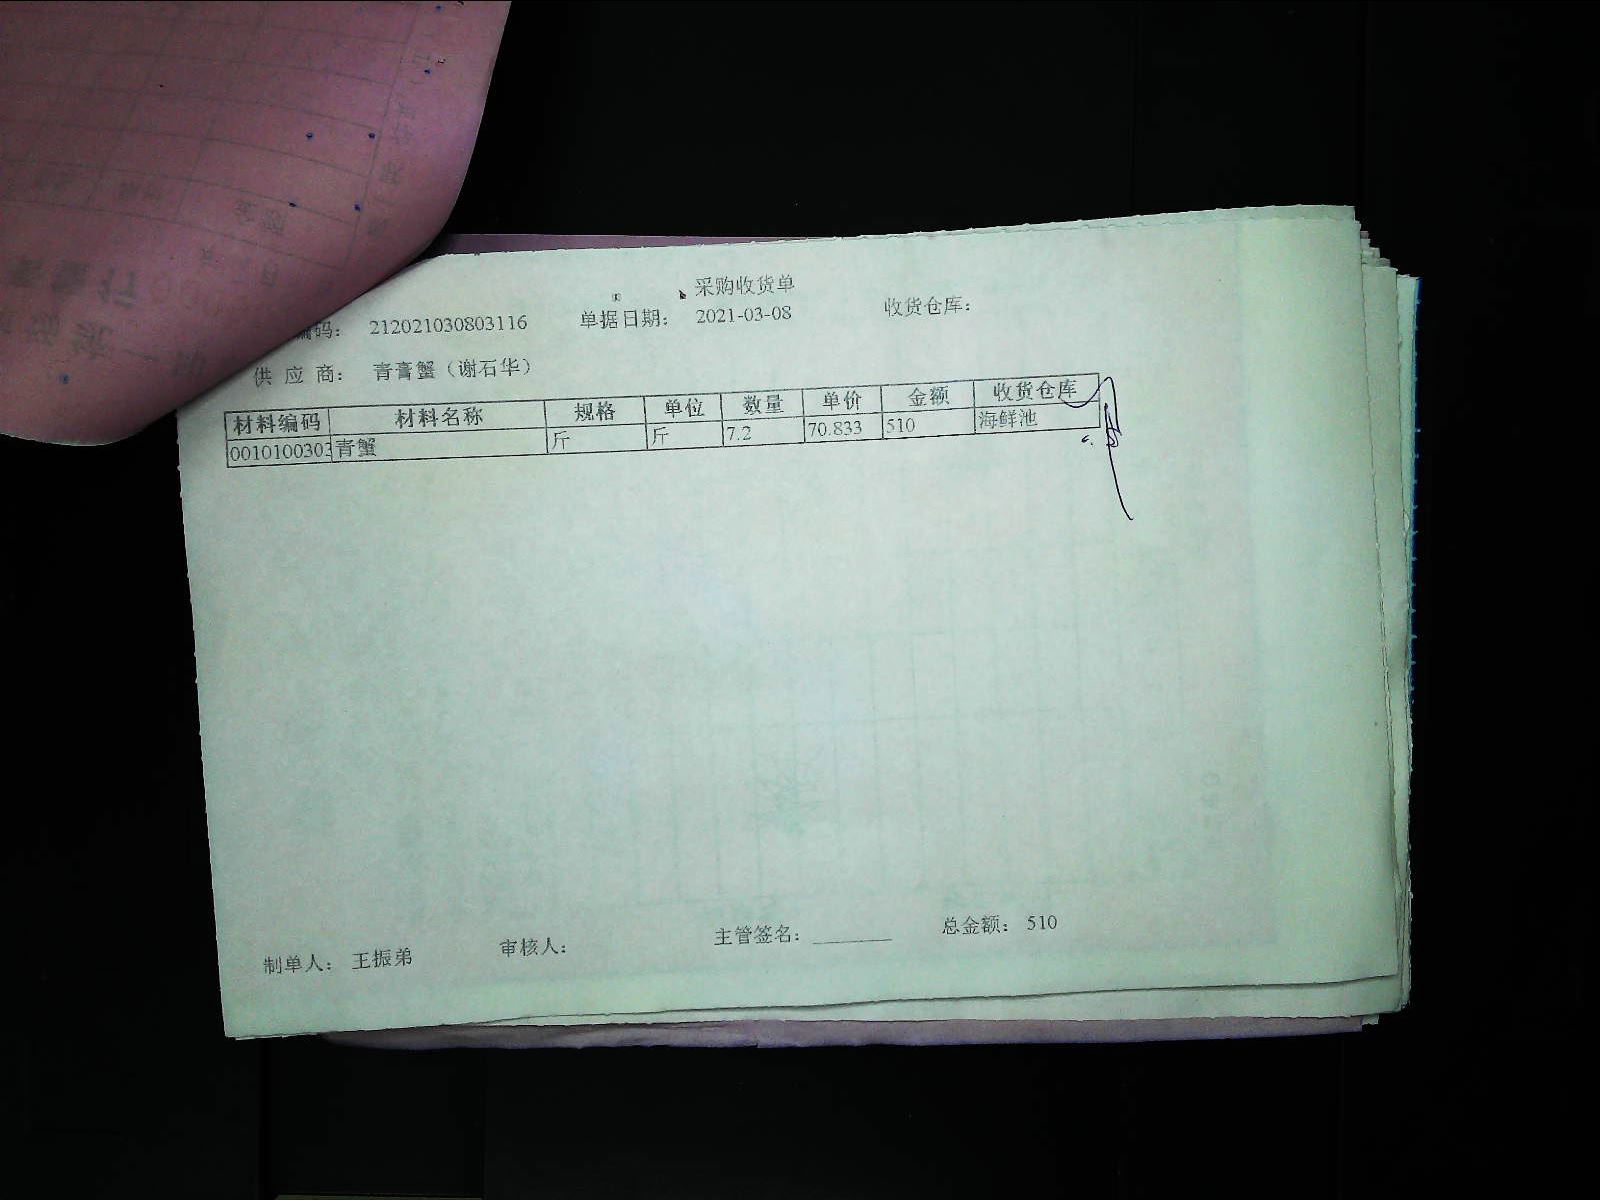 采购收货单
编码： 212021030803116 单据日期： 2021-03-08 收货仓库：
供 应 商： 青膏蟹（谢石华）
材料编码 材料名称 规格 单位 数量 单价 金额 收货仓库
0010100303 青蟹 斤 斤 7.2 70.833 510 海鲜池
制单人： 王振弟 审核人： 主管签名： ________ 总金额： 510